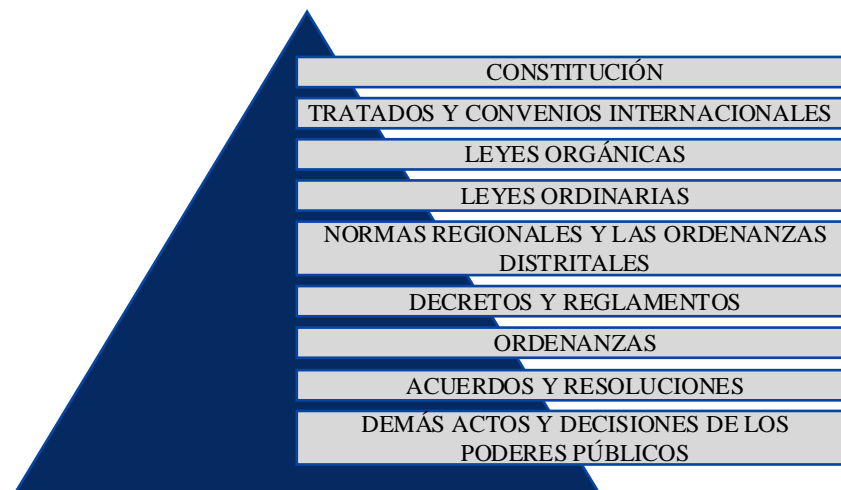 CONSTITUCIÓN
TRATADOS Y CONVENIOS INTERNACIONALES
LEYES ORGÁNICAS
LEYES ORDINARIAS
NORMAS REGIONALES Y LAS ORDENANZAS
DISTRITALES
DECRETOS Y REGLAMENTOS
ORDENANZAS
ACUERDOS Y RESOLUCIONES
DEMÁS ACTOS Y DECISIONES DE LOS
PODERES PÚBLICOS